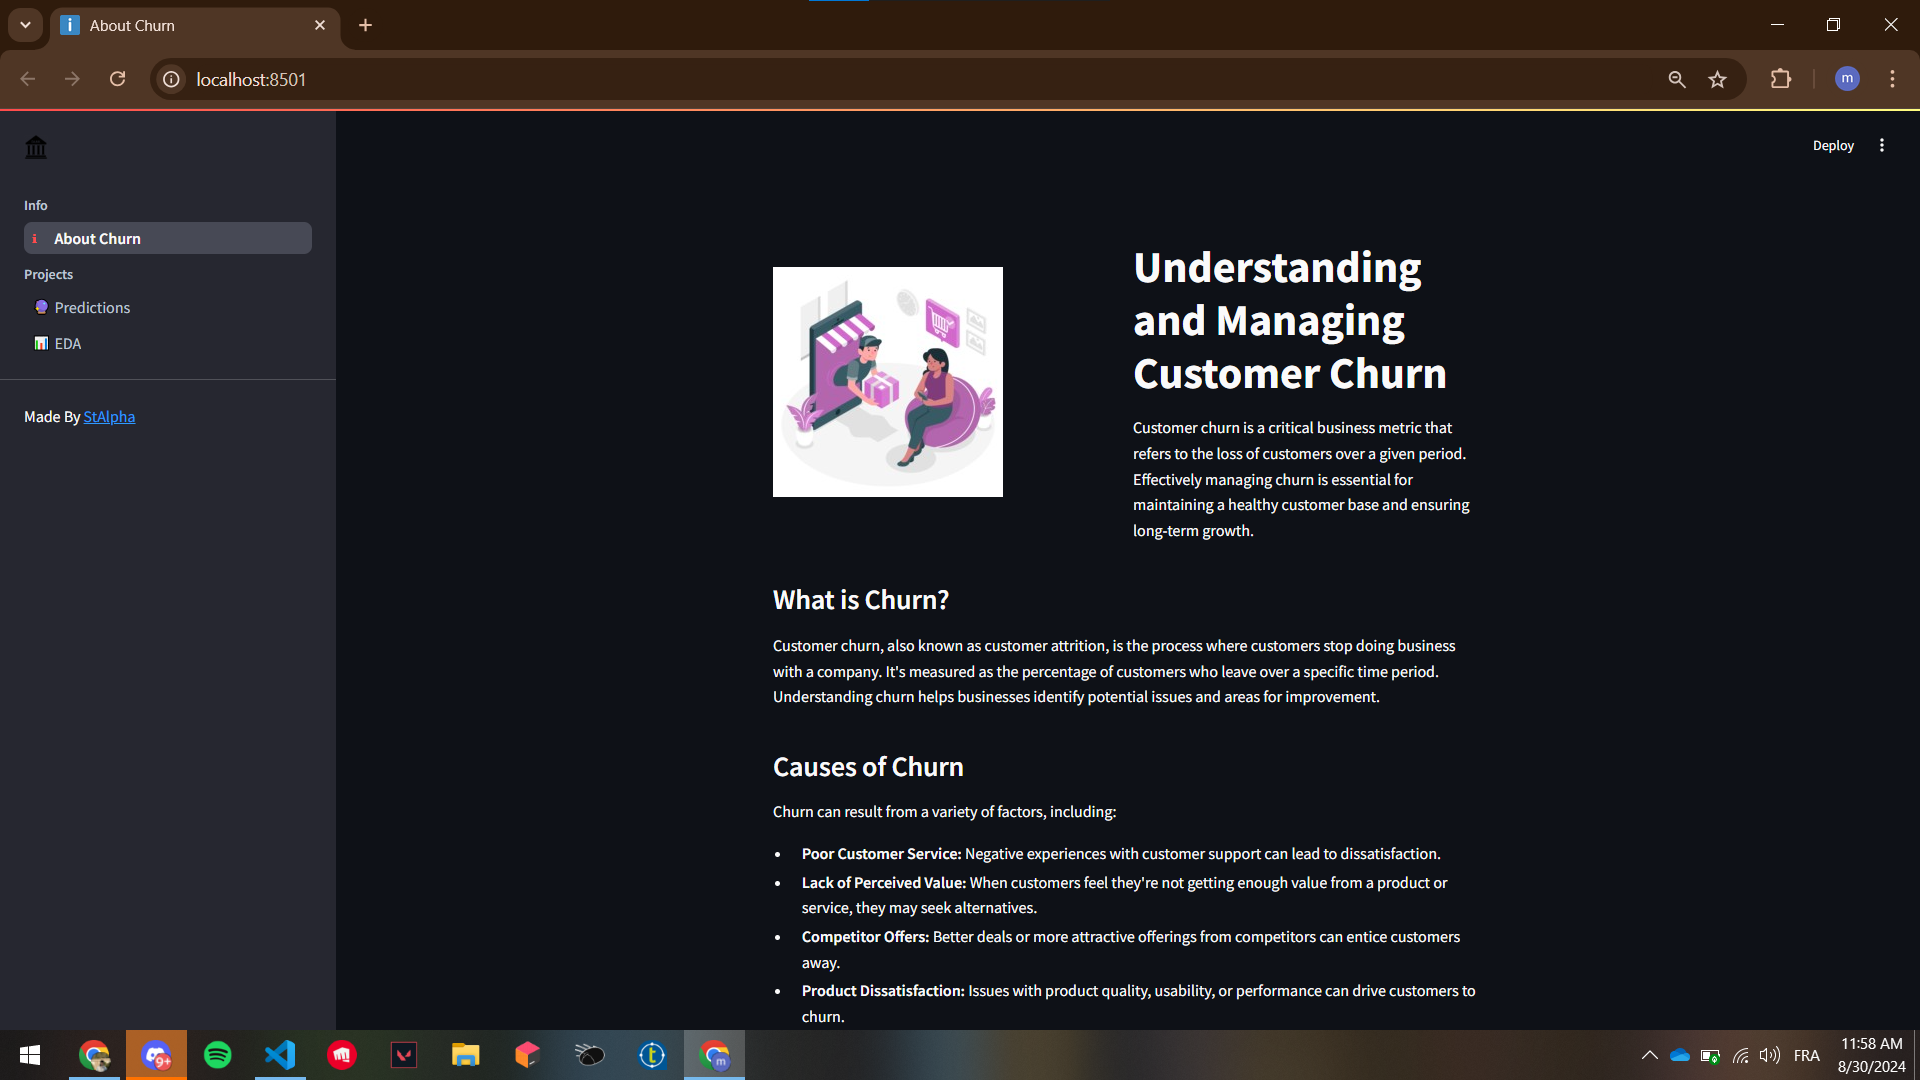 About Churn
localhost:8501
m
Deploy
Info
About Churn
Projects
Predictions
EDA
Made By StAlpha
Understanding
and Managing
Customer Churn
Customer churn is a critical business metric that
refers to the loss of customers over a given period.
Effectively managing churn is essential for
maintaining a healthy customer base and ensuring
long-term growth.
What is Churn?
Customer churn, also known as customer attrition, is the process where customers stop doing business
with a company. It's measured as the percentage of customers who leave over a specific time period.
Understanding churn helps businesses identify potential issues and areas for improvement.
Causes of Churn
Churn can result from a variety of factors, including:
• Poor Customer Service: Negative experiences with customer support can lead to dissatisfaction.
• Lack of Perceived Value: When customers feel they're not getting enough value from a product or
service, they may seek alternatives.
• Competitor Offers: Better deals or more attractive offerings from competitors can entice customers
away.
• Product Dissatisfaction: Issues with product quality, usability, or performance can drive customers to
churn.
9+
m
FRA
11:58 AM
8/30/2024